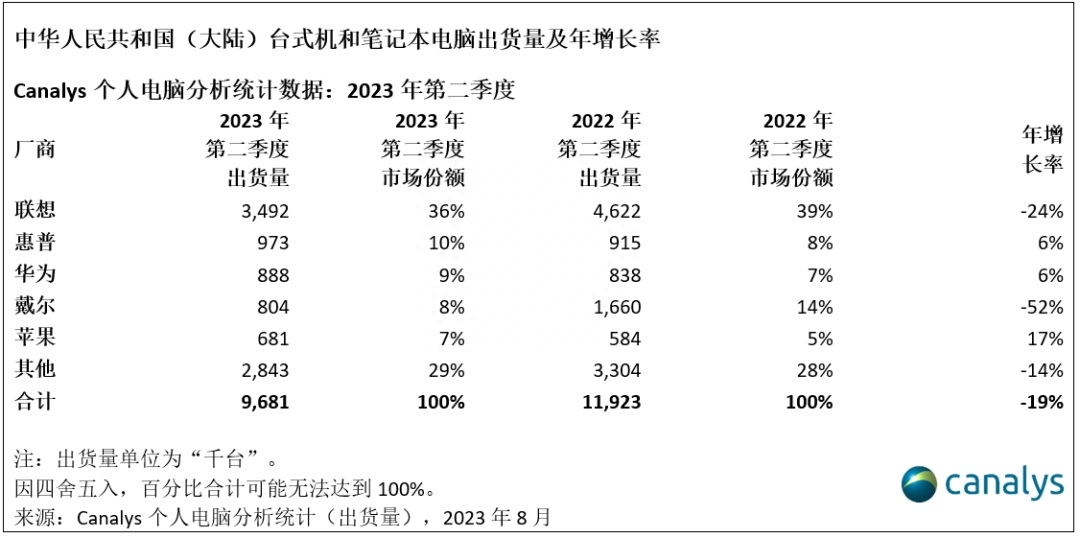 中华人民共和国（大陆）台式机和笔记本电脑出货量及年增长率
Canalys 个人电脑分析统计数据：2023 年第二季度
厂商 2023 年第二季度出货量 2023 年第二季度市场份额 2022 年第二季度出货量 2022 年第二季度市场份额 年增长率
联想 3,492 36% 4,622 39% -24%
惠普 973 10% 915 8% 6%
华为 888 9% 838 7% 6%
戴尔 804 8% 1,660 14% -52%
苹果 681 7% 584 5% 17%
其他 2,843 29% 3,304 28% -14%
合计 9,681 100% 11,923 100% -19%
注：出货量单位为“千台”。
因四舍五入，百分比合计可能无法达到 100%。
来源：Canalys 个人电脑分析统计（出货量），2023 年 8 月
canalys